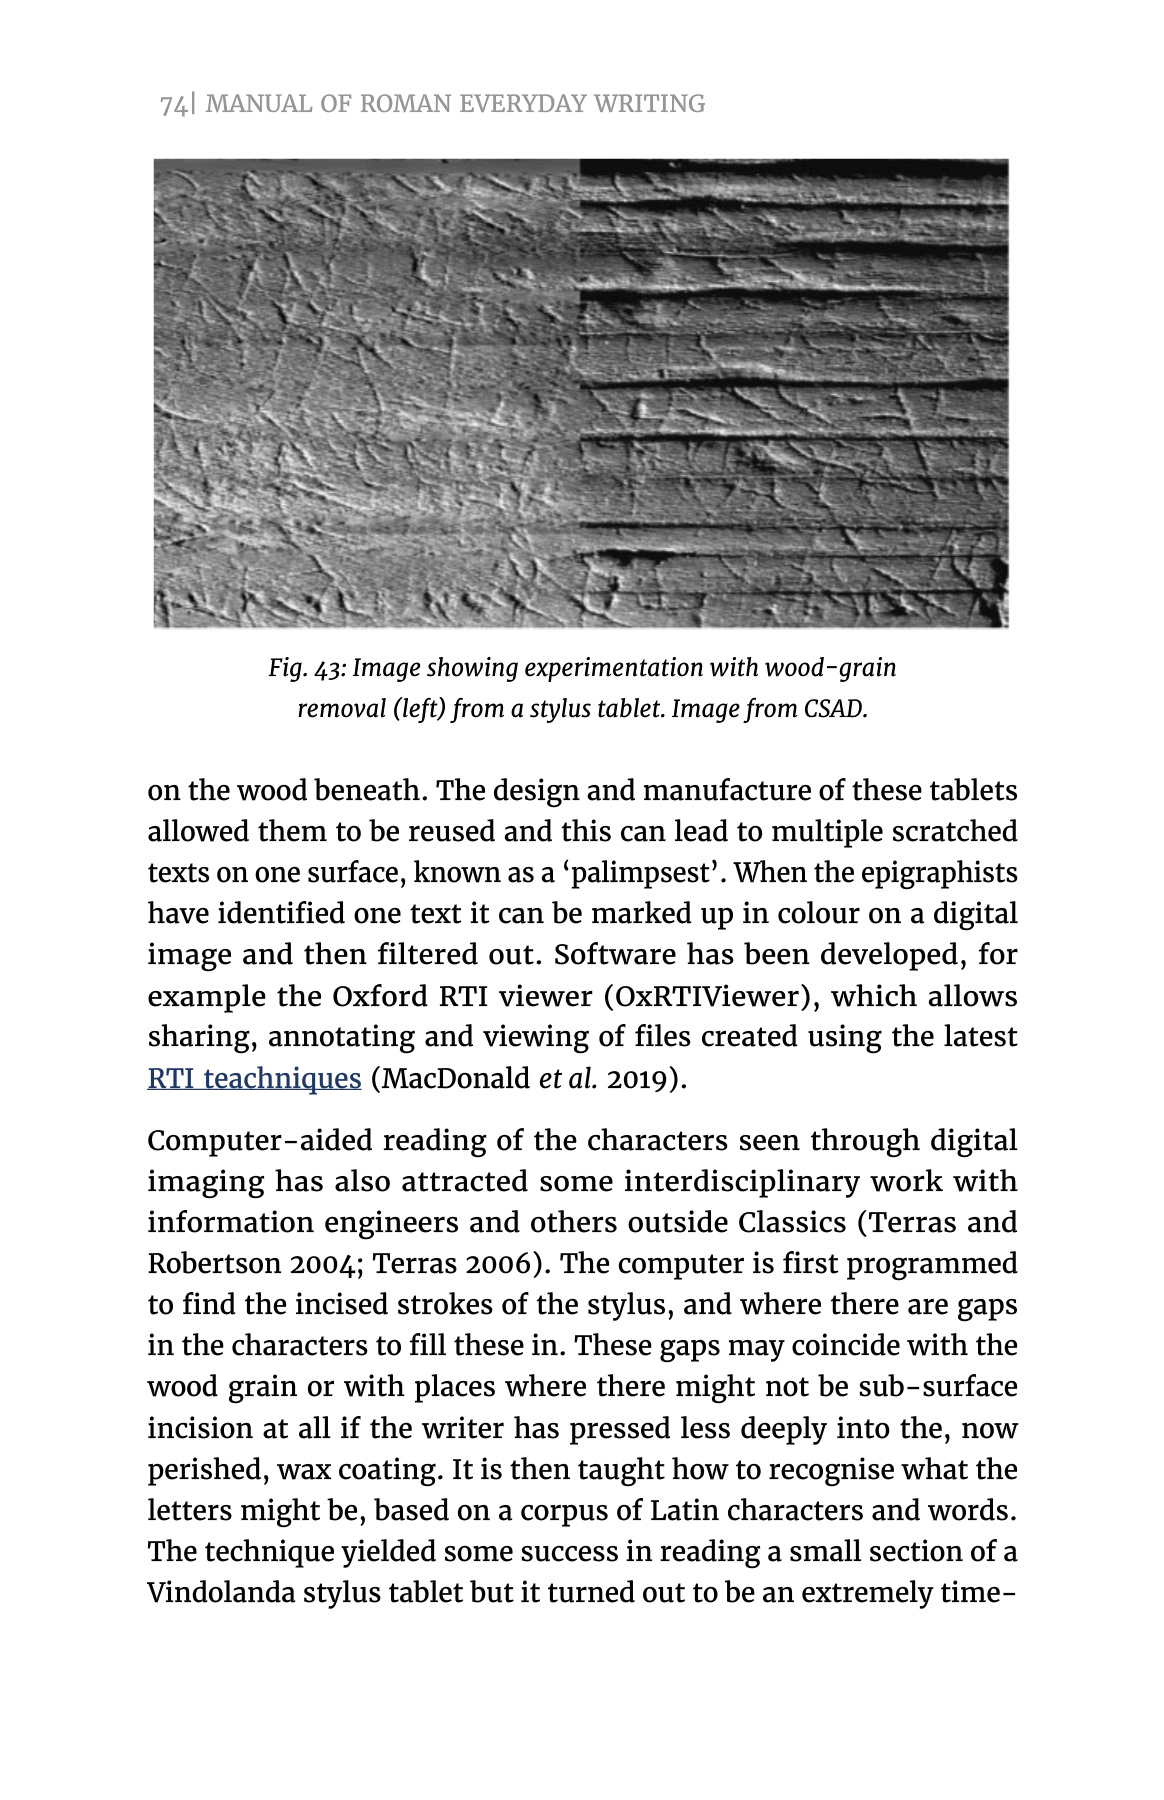 74| MANUAL OF ROMAN EVERYDAY WRITING
Fig. 43: Image showing experimentation with wood-grain
removal (left) from a stylus tablet. Image from CSAD.
on the wood beneath. The design and manufacture of these tablets
allowed them to be reused and this can lead to multiple scratched
texts on one surface, known as a ‘palimpsest’. When the epigraphists
have identified one text it can be marked up in colour on a digital
image and then filtered out. Software has been developed, for
example the Oxford RTI viewer (OxRTIViewer), which allows
sharing, annotating and viewing of files created using the latest
RTI teachniques (MacDonald et al. 2019).
Computer-aided reading of the characters seen through digital
imaging has also attracted some interdisciplinary work with
information engineers and others outside Classics (Terras and
Robertson 2004; Terras 2006). The computer is first programmed
to find the incised strokes of the stylus, and where there are gaps
in the characters to fill these in. These gaps may coincide with the
wood grain or with places where there might not be sub-surface
incision at all if the writer has pressed less deeply into the, now
perished, wax coating. It is then taught how to recognise what the
letters might be, based on a corpus of Latin characters and words.
The technique yielded some success in reading a small section of a
Vindolanda stylus tablet but it turned out to be an extremely time-